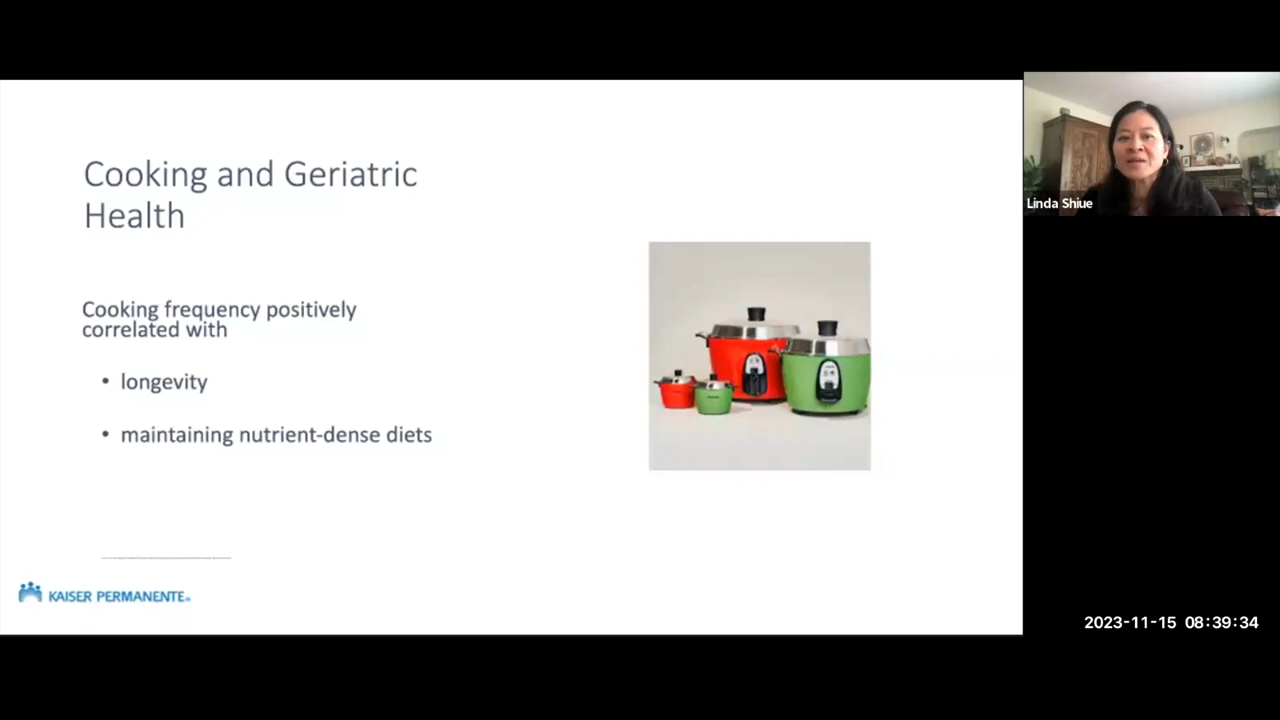 Cooking and Geriatric
Health
Cooking frequency positively
correlated with
• longevity
• maintaining nutrient-dense diets
KAISER PERMANENTE
Linda Shiue
2023-11-15 08:39:34